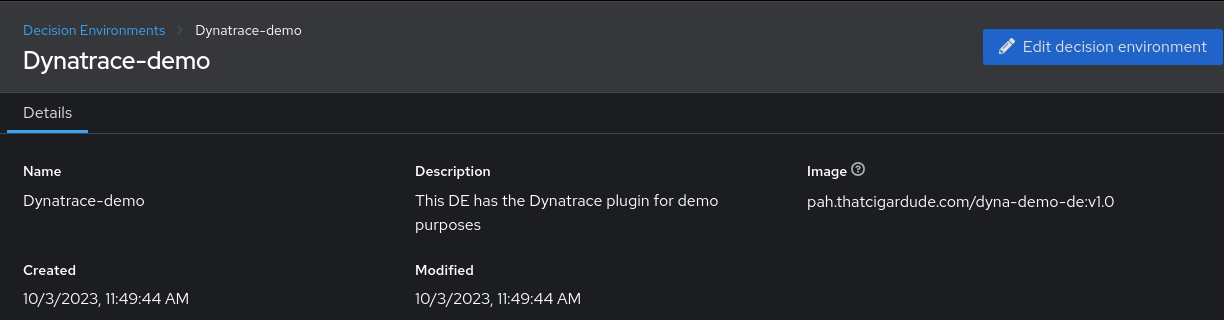 Decision Environments > Dynatrace-demo
Dynatrace-demo
Edit decision environment
Details
Name
Dynatrace-demo
Description
This DE has the Dynatrace plugin for demo
purposes
Image
pah.thatcigardude.com/dyna-demo-de:v1.0
Created
10/3/2023, 11:49:44 AM
Modified
10/3/2023, 11:49:44 AM